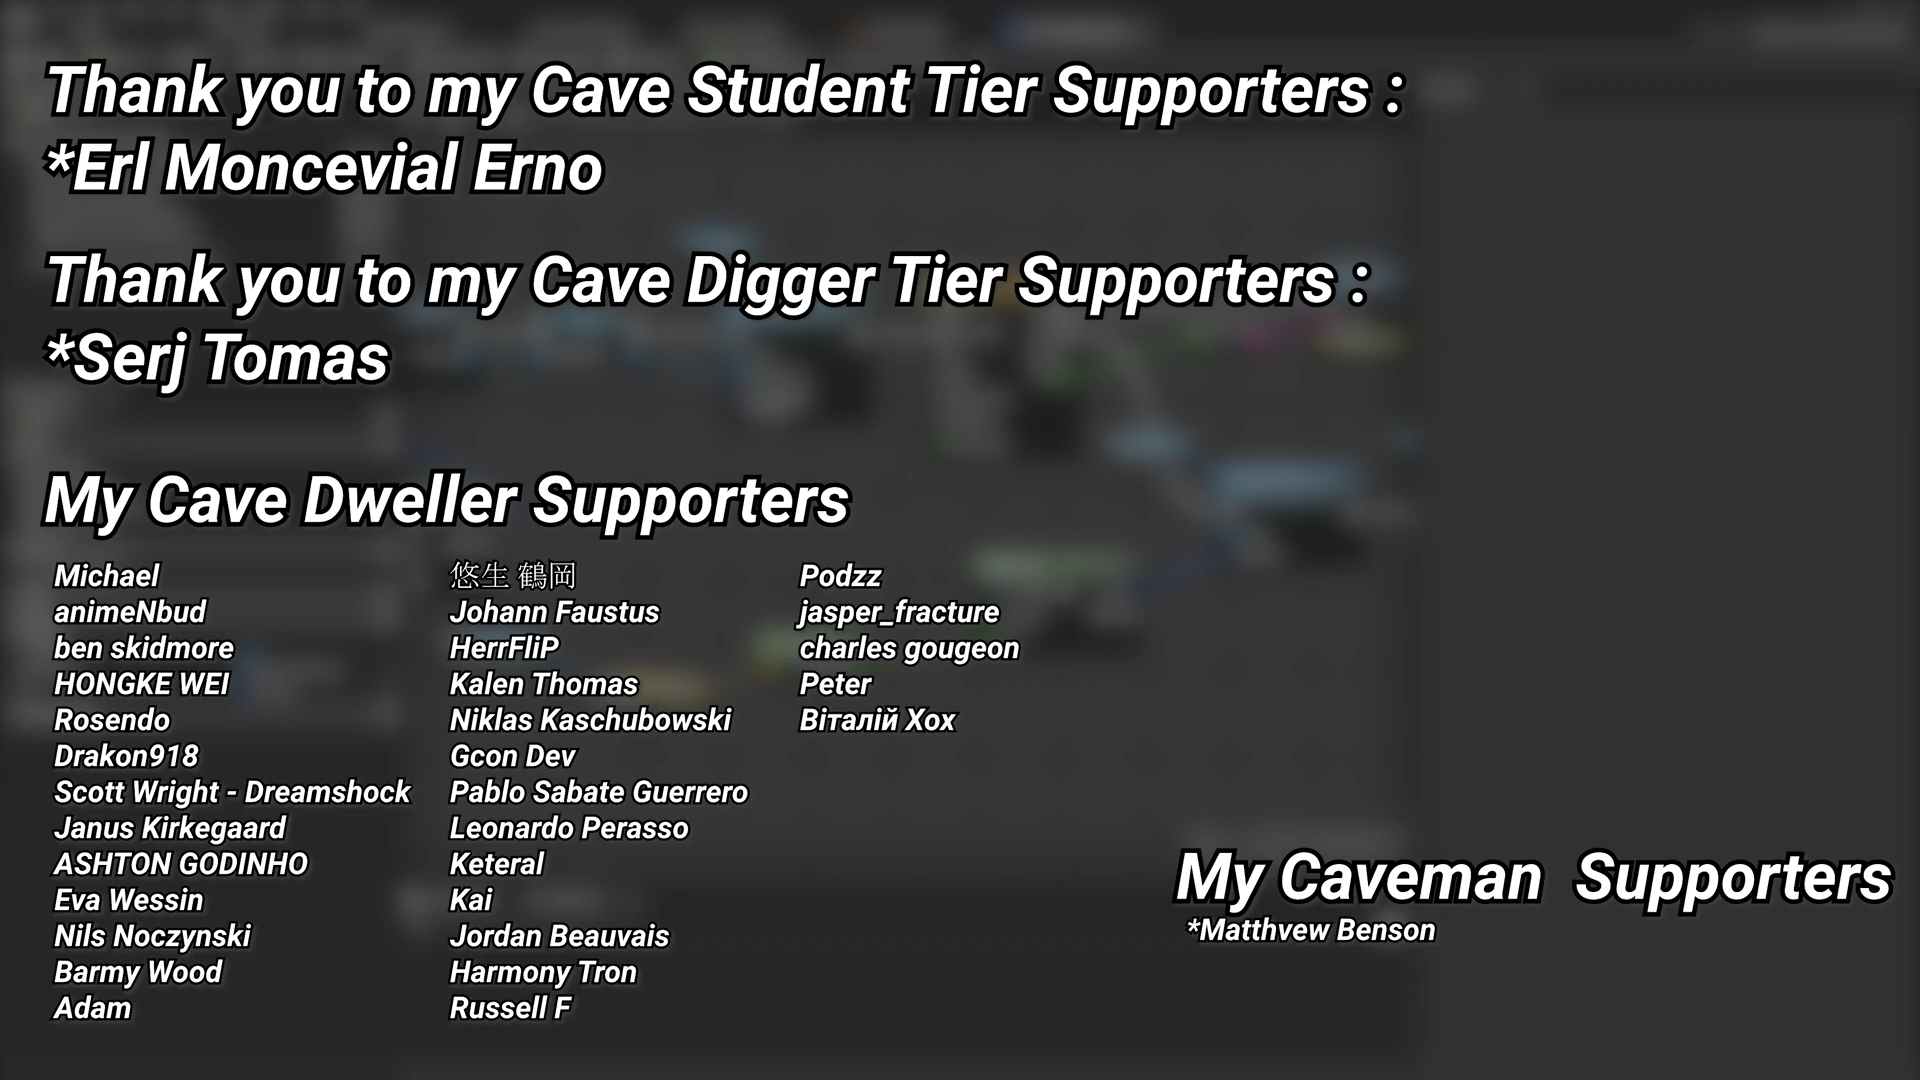 Thank you to my Cave Student Tier Supporters :
*Erl Moncevial Erno
Thank you to my Cave Digger Tier Supporters :
*Serj Tomas
My Cave Dweller Supporters
Michael
animeNbud
ben skidmore
HONGKE WEI
Rosendo
Drakon918
Scott Wright - Dreamshock
Janus Kirkegaard
ASHTON GODINHO
Eva Wessin
Nils Noczynski
Barmy Wood
Adam
悠生 鶴岡
Johann Faustus
HerrFliP
Kalen Thomas
Niklas Kaschubowski
Gcon Dev
Pablo Sabate Guerrero
Leonardo Perasso
Keteral
Kai
Jordan Beauvais
Harmony Tron
Russell F
Podzz
jasper_fracture
charles gougeon
Peter
Віталій Хох
My Caveman  Supporters
*Matthvew Benson